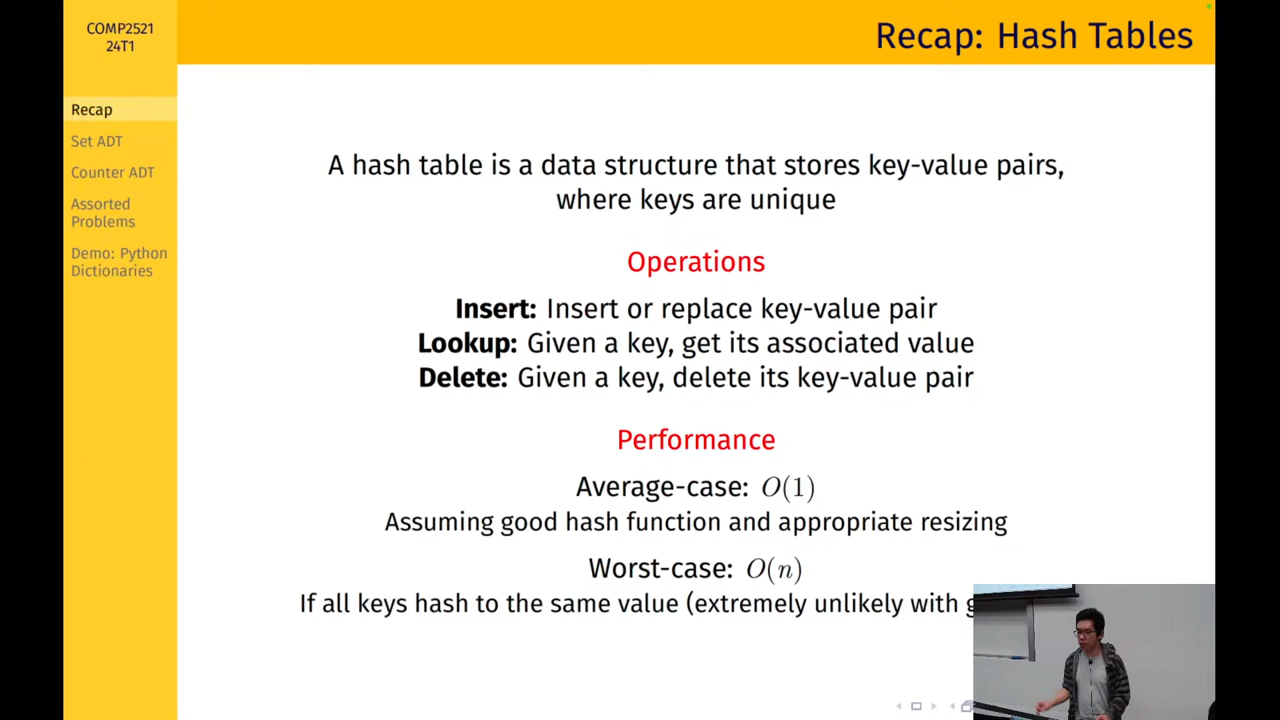 COMP2521
24T1
Recap: Hash Tables
Recap
Set ADT
Counter ADT
Assorted
Problems
Demo: Python
Dictionaries
A hash table is a data structure that stores key-value pairs,
where keys are unique
Operations
Insert: Insert or replace key-value pair
Lookup: Given a key, get its associated value
Delete: Given a key, delete its key-value pair
Performance
Average-case: O(1)
Assuming good hash function and appropriate resizing
Worst-case: O(n)
If all keys hash to the same value (extremely unlikely with